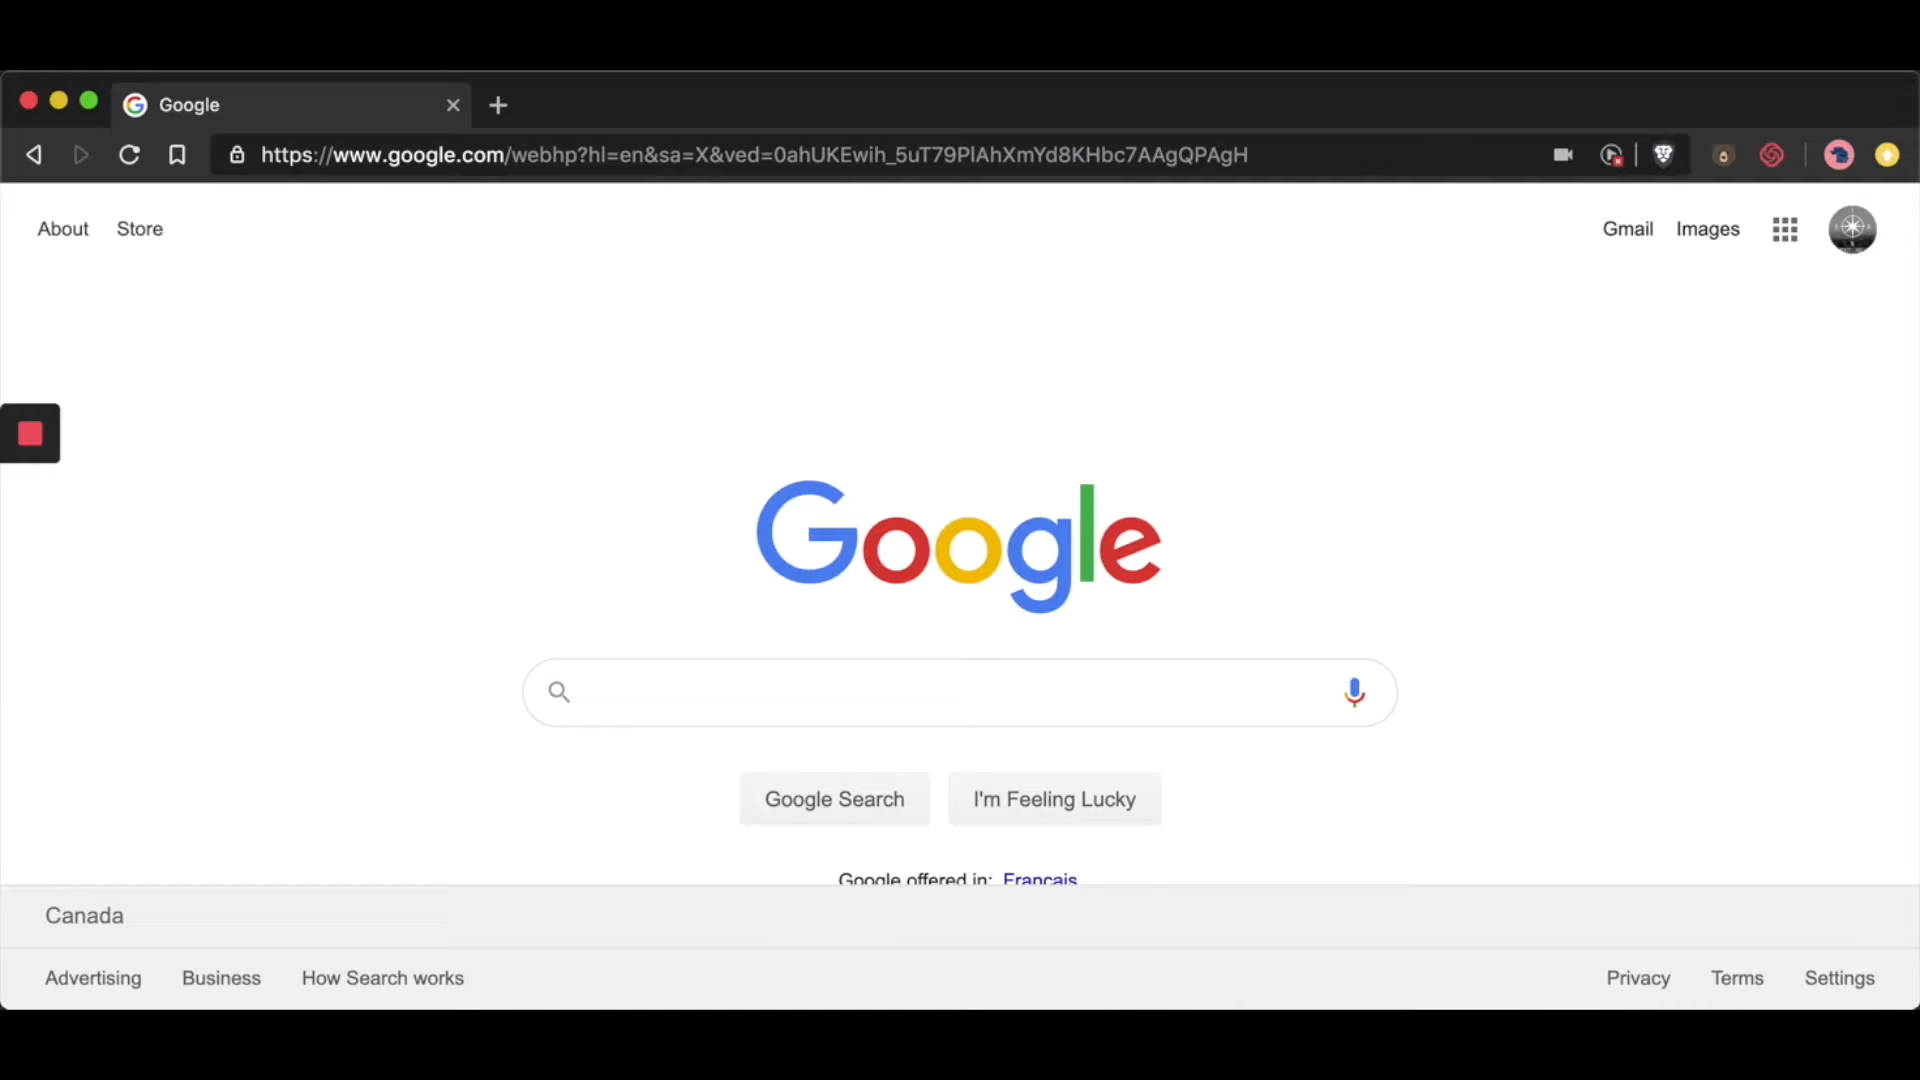 Google
https://www.google.com/webhp?hl=en&sa=X&ved=0ahUKEwih_5uT79PlAhXmYd8KHbc7AAgQPAgH
About Store Gmail Images
Google
Google Search I'm Feeling Lucky
Google offered in: Français
Canada
Advertising Business How Search works Privacy Terms Settings